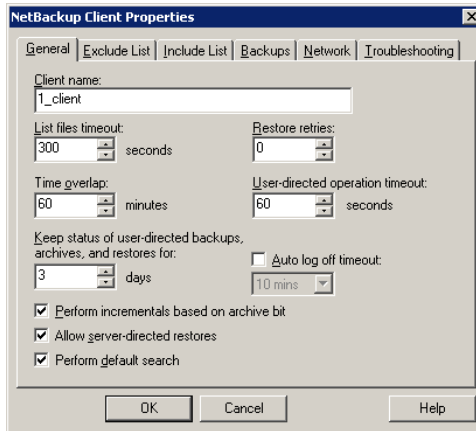 NetBackup Client Properties
General Exclude List Include List Backups Network Troubleshooting
Client name:
1_client
List files timeout: Restore retries:
300 seconds 0
Time overlap: User-directed operation timeout:
60 minutes 60 seconds
Keep status of user-directed backups,
archives, and restores for: Auto log off timeout:
3 days 10 mins
Perform incrementals based on archive bit
Allow server-directed restores
Perform default search
OK Cancel Help